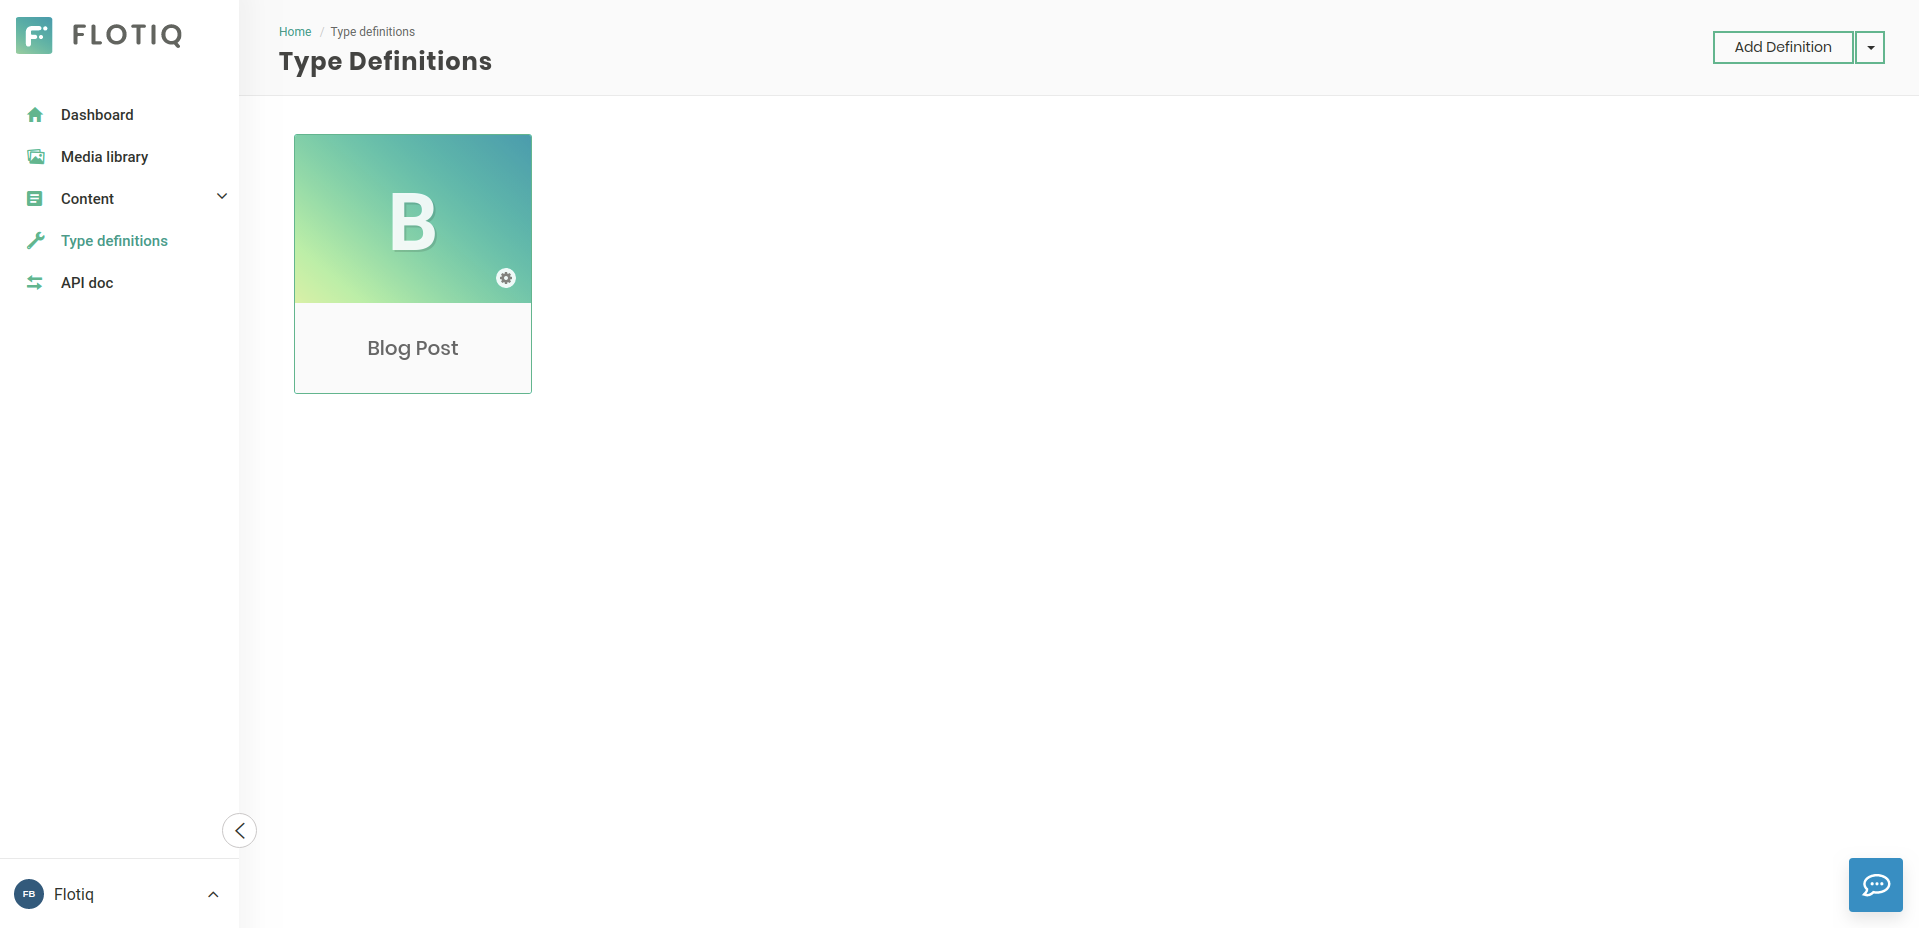 FLOTIQ
Dashboard
Media library
Content
Type definitions
API doc
FB Flotiq
Home / Type definitions
Type Definitions
Add Definition
B
Blog Post